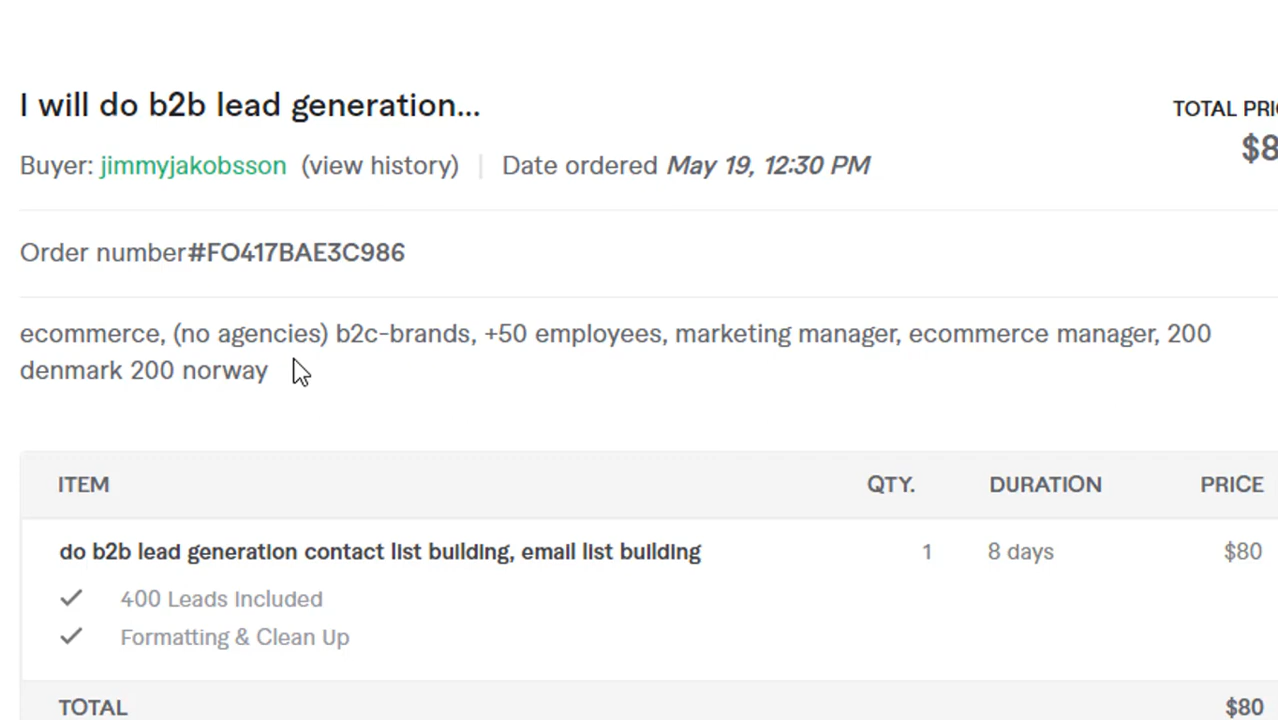 I will do b2b lead generation...
TOTAL
Buyer: jimmyjakobsson (view history) | Date ordered May 19, 12:30 PM
Order number#FO417BAE3C986
ecommerce, (no agencies) b2c-brands, +50 employees, marketing manager, ecommerce manager, 200
denmark 200 norway
ITEM QTY. DURATION PRICE
do b2b lead generation contact list building, email list building 1 8 days $80
400 Leads Included
Formatting & Clean Up
TOTAL $80